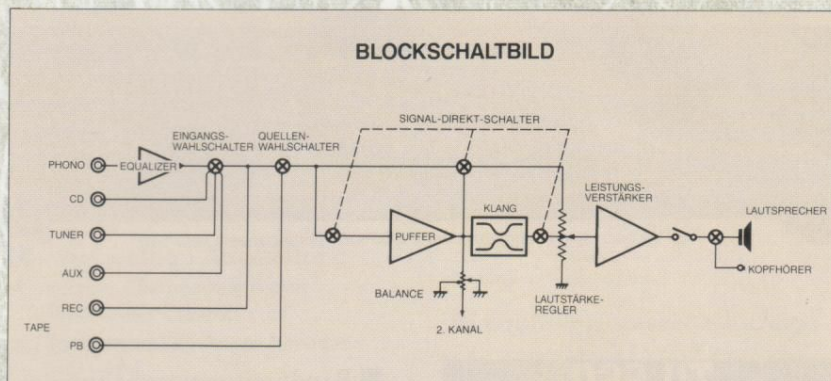 BLOCKSCHALTBILD
SIGNAL-DIREKT-SCHALTER
EINGANGS-
WAHLSCHALTER
QUELLEN-
WAHLSCHALTER
PHONO
EQUALIZER
CD
TUNER
AUX
REC
TAPE
PB
PUFFER
KLANG
BALANCE
2. KANAL
LEISTUNGS-
VERSTÄRKER
LAUTSTÄRKE-
REGLER
LAUTSPRECHER
KOPFHÖRER